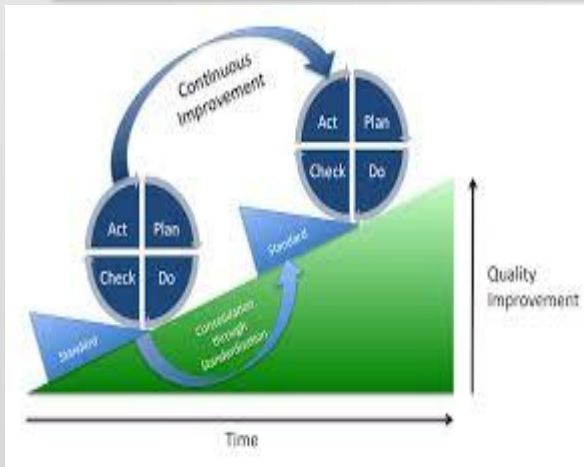 Continuous
Improvement
Act
Plan
Check
Do
Act
Plan
Check
Do
Standard
Standard
Consolidation
through
Standardization
Quality
Improvement
Time